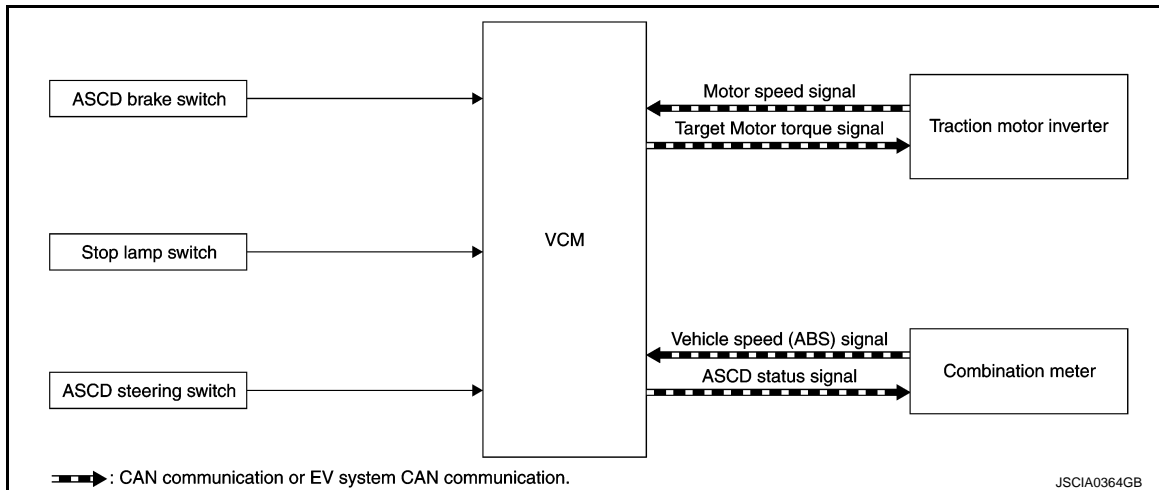 ASCD brake switch
Stop lamp switch
ASCD steering switch
VCM
Motor speed signal
Target Motor torque signal
Traction motor inverter
Vehicle speed (ABS) signal
ASCD status signal
Combination meter
: CAN communication or EV system CAN communication.
JSCIA0364GB